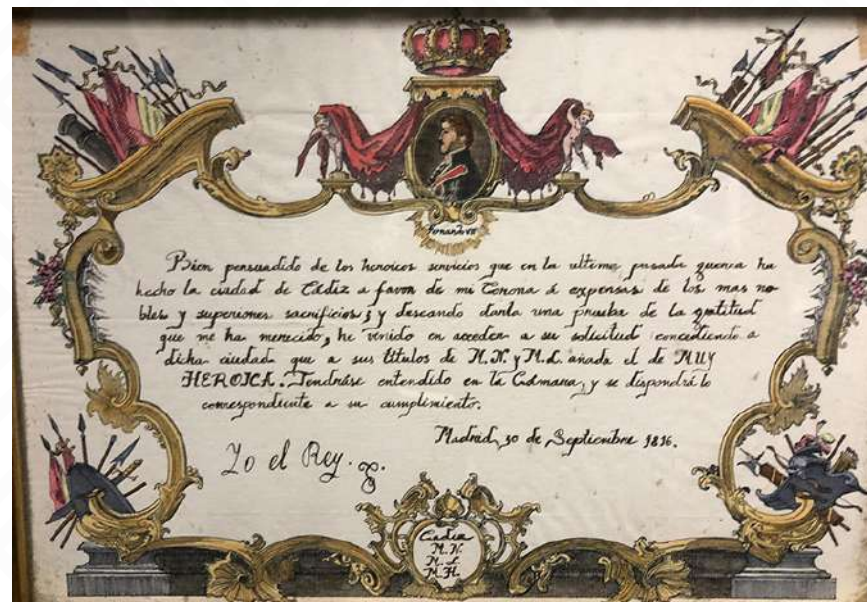 Fernando VII
Bien persuadido de los heroicos servicios que en la ultima pasada guerra ha
hecho la ciudad de Cádiz a favor de mi Corona á expensas de los mas no
bles y superiores sacrificios; y deseando darla una prueba de la gratitud
que me ha merecido, he venido en acceder a su solicitud concediendo a
dicha ciudad que a sus títulos de M.N. y M.L. añada el de MUY
HEROICA. Tendráse entendido en la Cámara, y se dispondrá lo
correspondiente a su cumplimiento.
Madrid, 30 de Septiembre 1816.
Yo el Rey.
Cadiz
M. N.
M. L.
M. H.